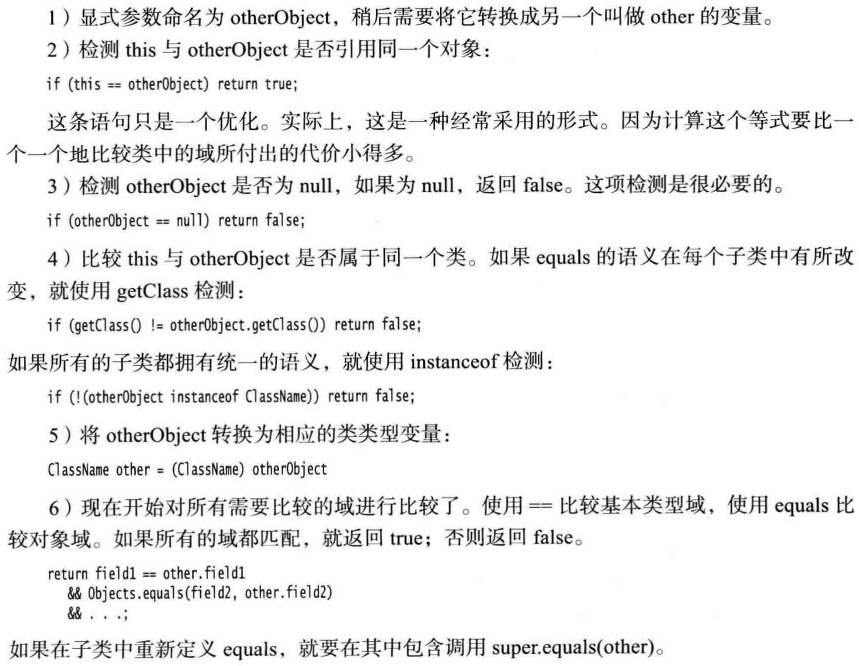 1）显式参数命名为 otherObject，稍后需要将它转换成另一个叫做 other 的变量。
2）检测 this 与 otherObject 是否引用同一个对象：
if (this == otherObject) return true;
这条语句只是一个优化。实际上，这是一种经常采用的形式。因为计算这个等式要比一
个一个地比较类中的域所付出的代价小得多。
3）检测 otherObject 是否为 null，如果为 null，返回 false。这项检测是很必要的。
if (otherObject == null) return false;
4）比较 this 与 otherObject 是否属于同一个类。如果 equals 的语义在每个子类中有所改
变，就使用 getClass 检测：
if (getClass() != otherObject.getClass()) return false;
如果所有的子类都拥有统一的语义，就使用 instanceof 检测：
if (!(otherObject instanceof ClassName)) return false;
5）将 otherObject 转换为相应的类类型变量：
ClassName other = (ClassName) otherObject
6）现在开始对所有需要比较的域进行比较了。使用 == 比较基本类型域，使用 equals 比
较对象域。如果所有的域都匹配，就返回 true；否则返回 false。
return field1 == other.field1
&& Objects.equals(field2, other.field2)
&& . . .;
如果在子类中重新定义 equals，就要在其中包含调用 super.equals(other)。